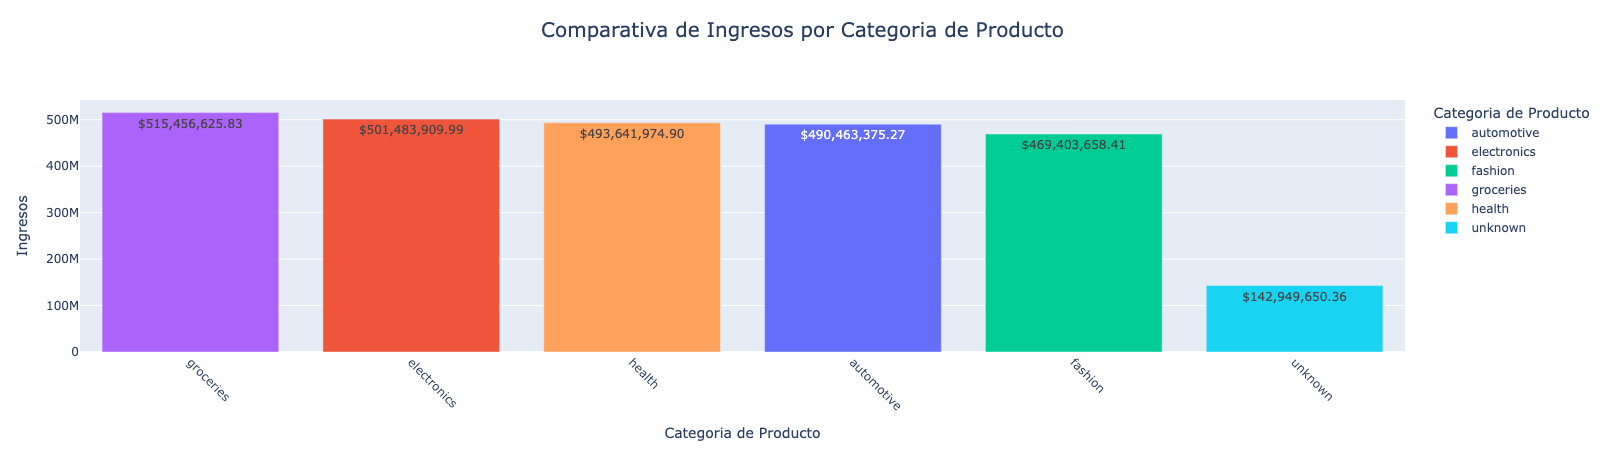 Comparativa de Ingresos por Categoria de Producto
Ingresos
500M
400M
300M
200M
100M
0
$515,456,625.83
$501,483,909.99
$493,641,974.90
$490,463,375.27
$469,403,658.41
$142,949,650.36
groceries
electronics
health
automotive
fashion
unknown
Categoria de Producto
Categoria de Producto
automotive
electronics
fashion
groceries
health
unknown